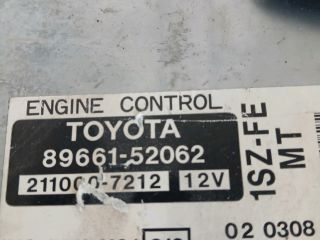 ENGINE CONTROL
TOYOTA
89661-52062
211000-7212 12V
1SZ-FE
MT
02 0308